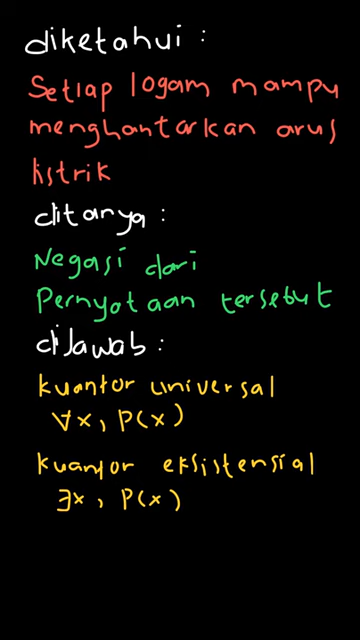 diketahui :
Setiap logam mampu
menghantarkan arus
listrik
ditanya :
Negasi dari
Pernyataan tersebut
diJawab :
kuantor universal
∀x, P(x)
kuantor eksistensial
∃x, P(x)